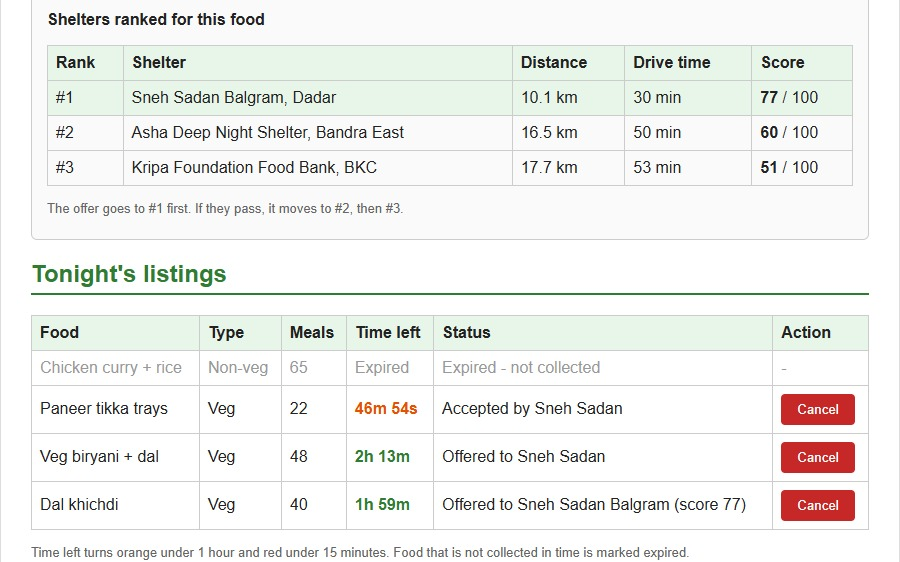 Shelters ranked for this food
Rank Shelter Distance Drive time Score
#1 Sneh Sadan Balgram, Dadar 10.1 km 30 min 77 / 100
#2 Asha Deep Night Shelter, Bandra East 16.5 km 50 min 60 / 100
#3 Kripa Foundation Food Bank, BKC 17.7 km 53 min 51 / 100
The offer goes to #1 first. If they pass, it moves to #2, then #3.
Tonight's listings
Food Type Meals Time left Status Action
Chicken curry + rice Non-veg 65 Expired Expired - not collected -
Paneer tikka trays Veg 22 46m 54s Accepted by Sneh Sadan Cancel
Veg biryani + dal Veg 48 2h 13m Offered to Sneh Sadan Cancel
Dal khichdi Veg 40 1h 59m Offered to Sneh Sadan Balgram (score 77) Cancel
Time left turns orange under 1 hour and red under 15 minutes. Food that is not collected in time is marked expired.